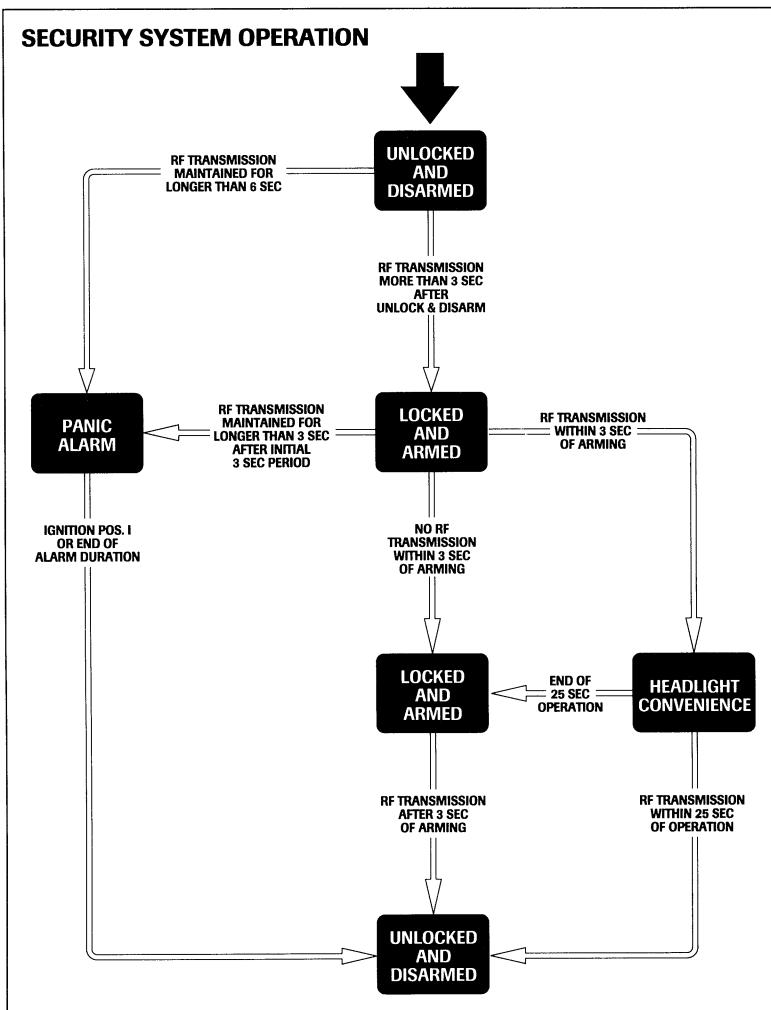 SECURITY SYSTEM OPERATION
UNLOCKED
AND
DISARMED
RF TRANSMISSION
MAINTAINED FOR
LONGER THAN 6 SEC
RF TRANSMISSION
MORE THAN 3 SEC
AFTER
UNLOCK & DISARM
PANIC
ALARM
RF TRANSMISSION
MAINTAINED FOR
LONGER THAN 3 SEC
AFTER INITIAL
3 SEC PERIOD
LOCKED
AND
ARMED
RF TRANSMISSION
WITHIN 3 SEC
OF ARMING
IGNITION POS. I
OR END OF
ALARM DURATION
NO RF
TRANSMISSION
WITHIN 3 SEC
OF ARMING
LOCKED
AND
ARMED
END OF
25 SEC
OPERATION
HEADLIGHT
CONVENIENCE
RF TRANSMISSION
AFTER 3 SEC
OF ARMING
RF TRANSMISSION
WITHIN 25 SEC
OF OPERATION
UNLOCKED
AND
DISARMED